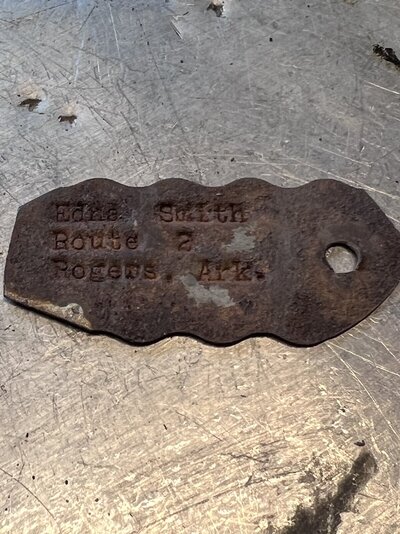 Edna Smith
Route 2
Rogers, Ark.